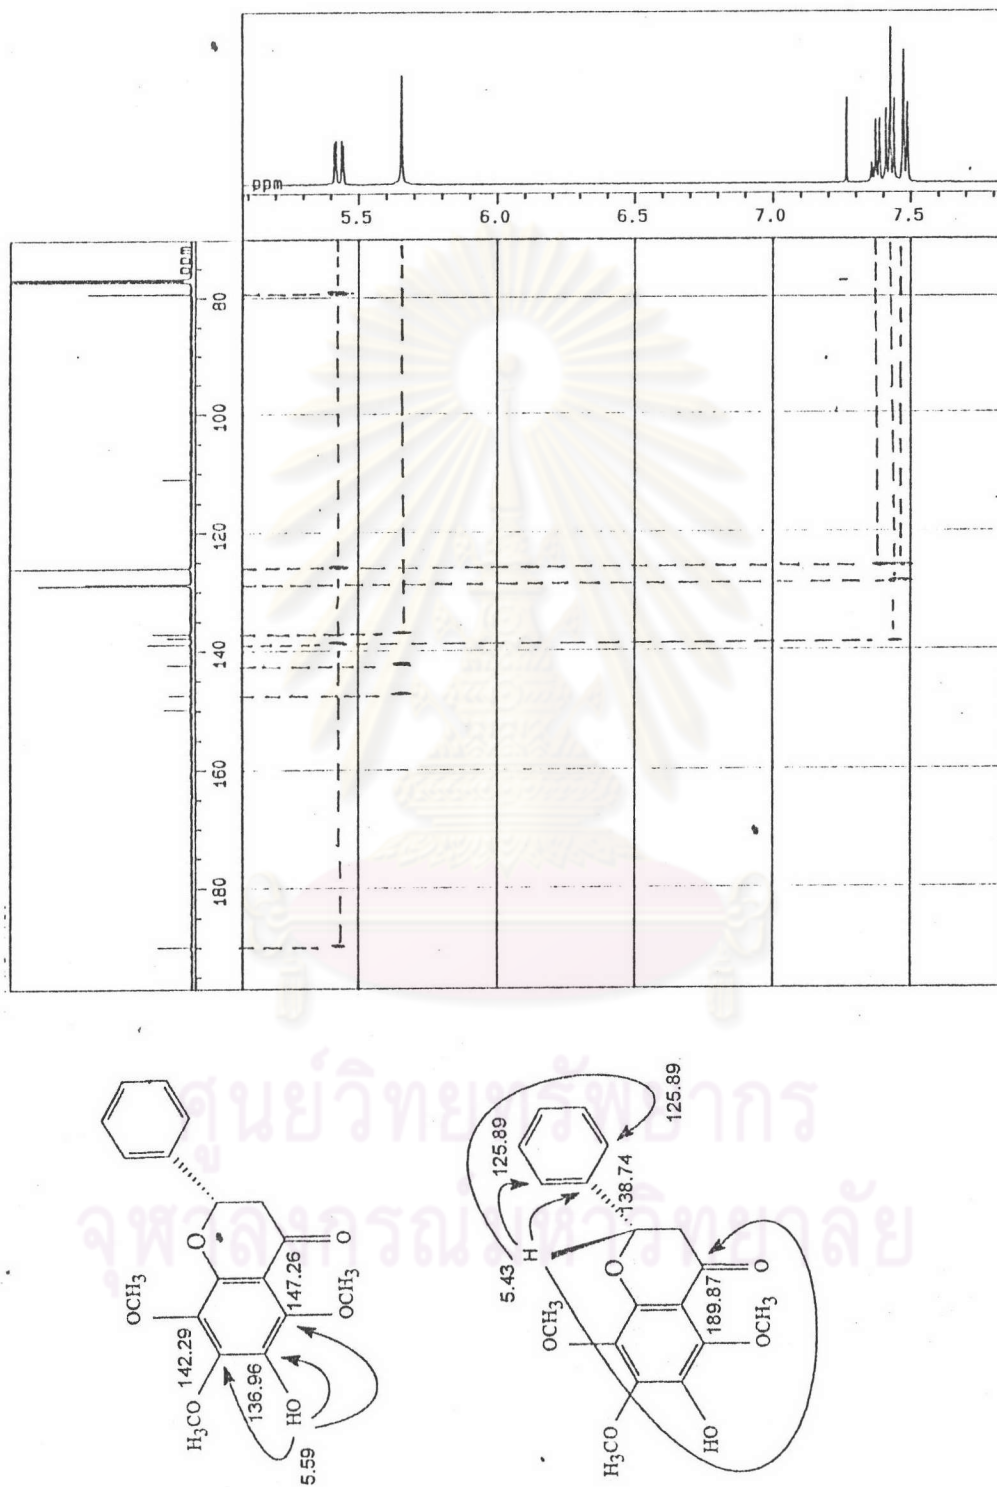 ppm
5.5 6.0 6.5 7.0 7.5
ppm
80
100
120
140
160
180
OCH3
H3CO
142.29
136.96
HO
5.59
147.26
OCH3
O
O
5.43
H
125.89
125.89
138.74
OCH3
H3CO
HO
189.87
OCH3
O
O
ศูนย์วิทยทรัพยากร
จุฬาลงกรณ์มหาวิทยาลัย